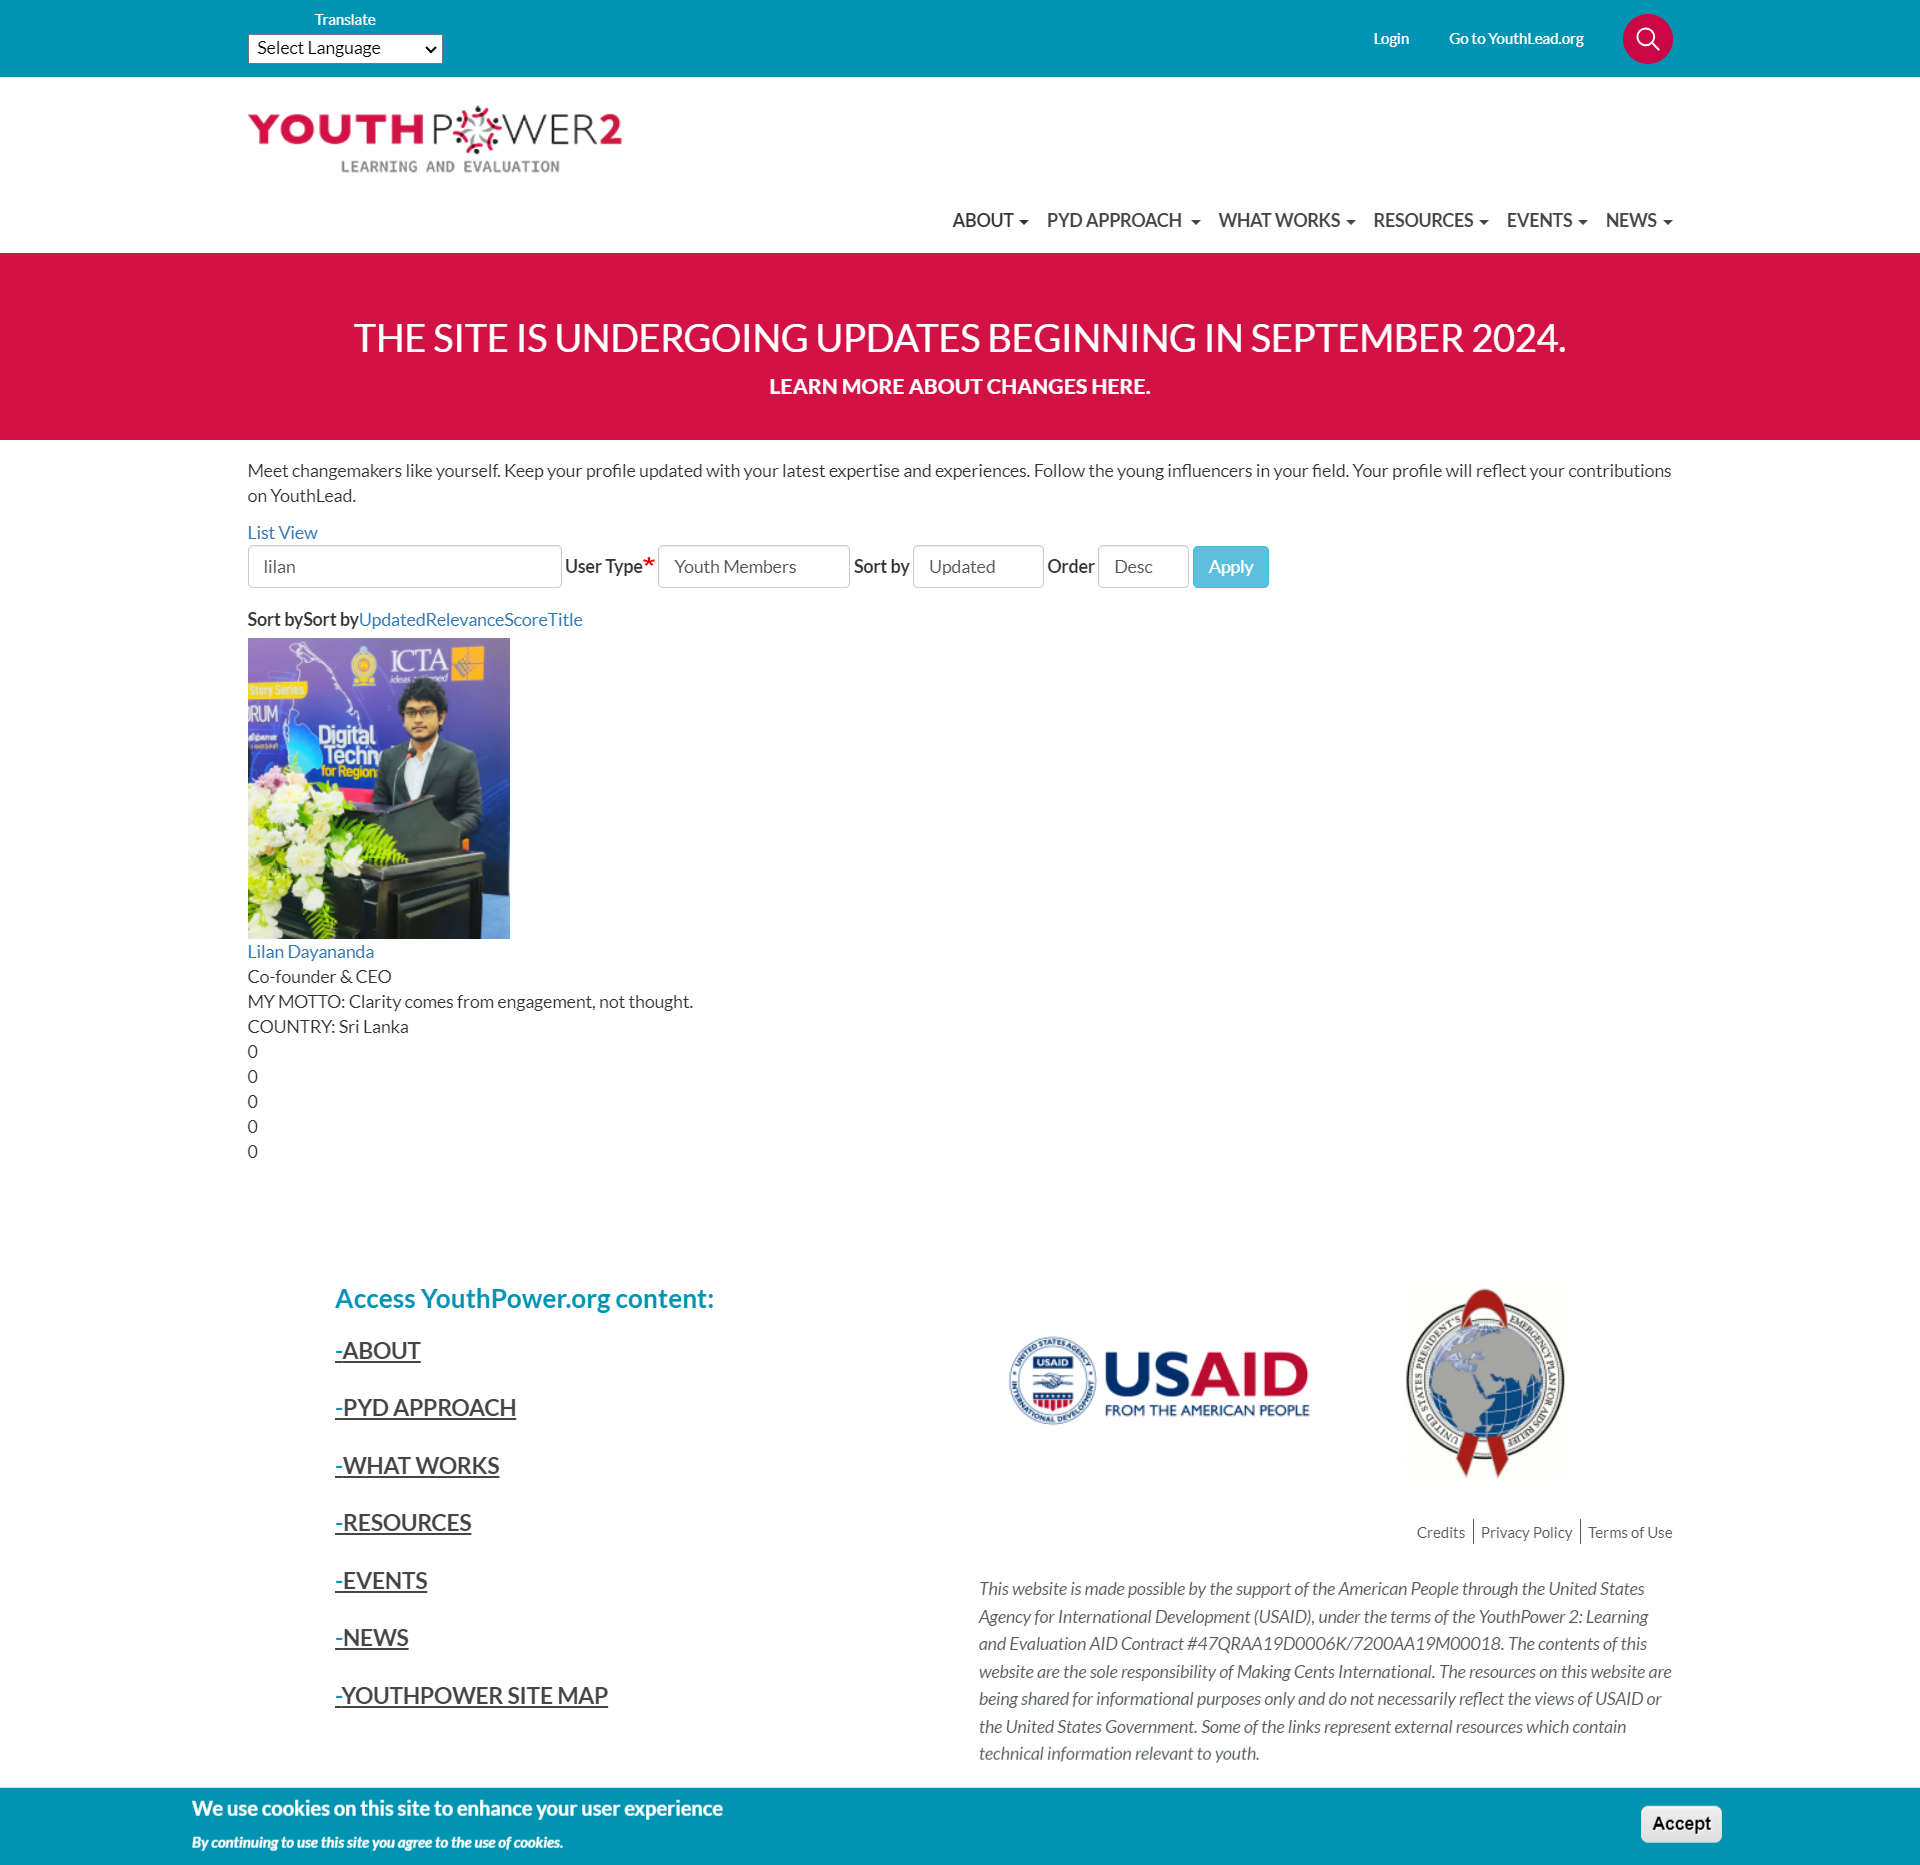 Translate
Select Language
Login
Go to YouthLead.org
YOUTHPOWER2
LEARNING AND EVALUATION
ABOUT
PYD APPROACH
WHAT WORKS
RESOURCES
EVENTS
NEWS
THE SITE IS UNDERGOING UPDATES BEGINNING IN SEPTEMBER 2024.
LEARN MORE ABOUT CHANGES HERE.
Meet changemakers like yourself. Keep your profile updated with your latest expertise and experiences. Follow the young influencers in your field. Your profile will reflect your contributions
on YouthLead.
List View
lilan
User Type*
Youth Members
Sort by
Updated
Order
Desc
Apply
Sort bySort byUpdatedRelevanceScoreTitle
ICTA
Story Series
ORUM
Digital
Techn
for Regiona
Lilan Dayananda
Co-founder & CEO
MY MOTTO: Clarity comes from engagement, not thought.
COUNTRY: Sri Lanka
0
0
0
0
0
Access YouthPower.org content:
-ABOUT
-PYD APPROACH
-WHAT WORKS
-RESOURCES
-EVENTS
-NEWS
-YOUTHPOWER SITE MAP
UNITED STATES AGENCY
USAID
INTERNATIONAL DEVELOPMENT
USAID
FROM THE AMERICAN PEOPLE
UNITED STATES PRESIDENT'S EMERGENCY PLAN FOR AIDS RELIEF
Credits
Privacy Policy
Terms of Use
This website is made possible by the support of the American People through the United States
Agency for International Development (USAID), under the terms of the YouthPower 2: Learning
and Evaluation AID Contract #47QRAA19D0006K/7200AA19M00018. The contents of this
website are the sole responsibility of Making Cents International. The resources on this website are
being shared for informational purposes only and do not necessarily reflect the views of USAID or
the United States Government. Some of the links represent external resources which contain
technical information relevant to youth.
We use cookies on this site to enhance your user experience
By continuing to use this site you agree to the use of cookies.
Accept